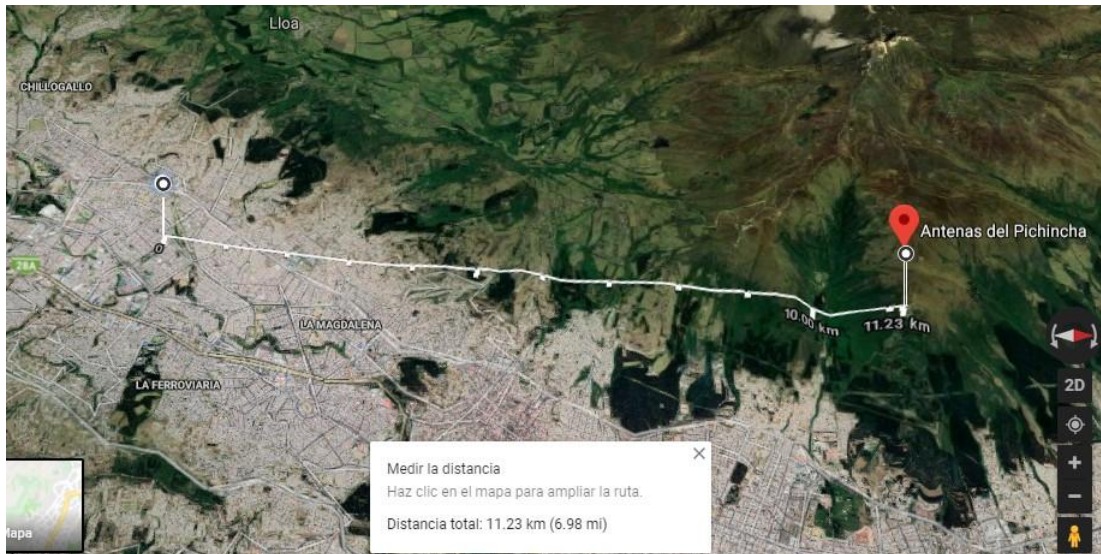 Lloa
CHILLOGALLO
Antenas del Pichincha
0
28A
10.00 km
11.23 km
LA MAGDALENA
LA FERROVIARIA
2D
Medir la distancia
Haz clic en el mapa para ampliar la ruta.
Distancia total: 11.23 km (6.98 mi)
Mapa